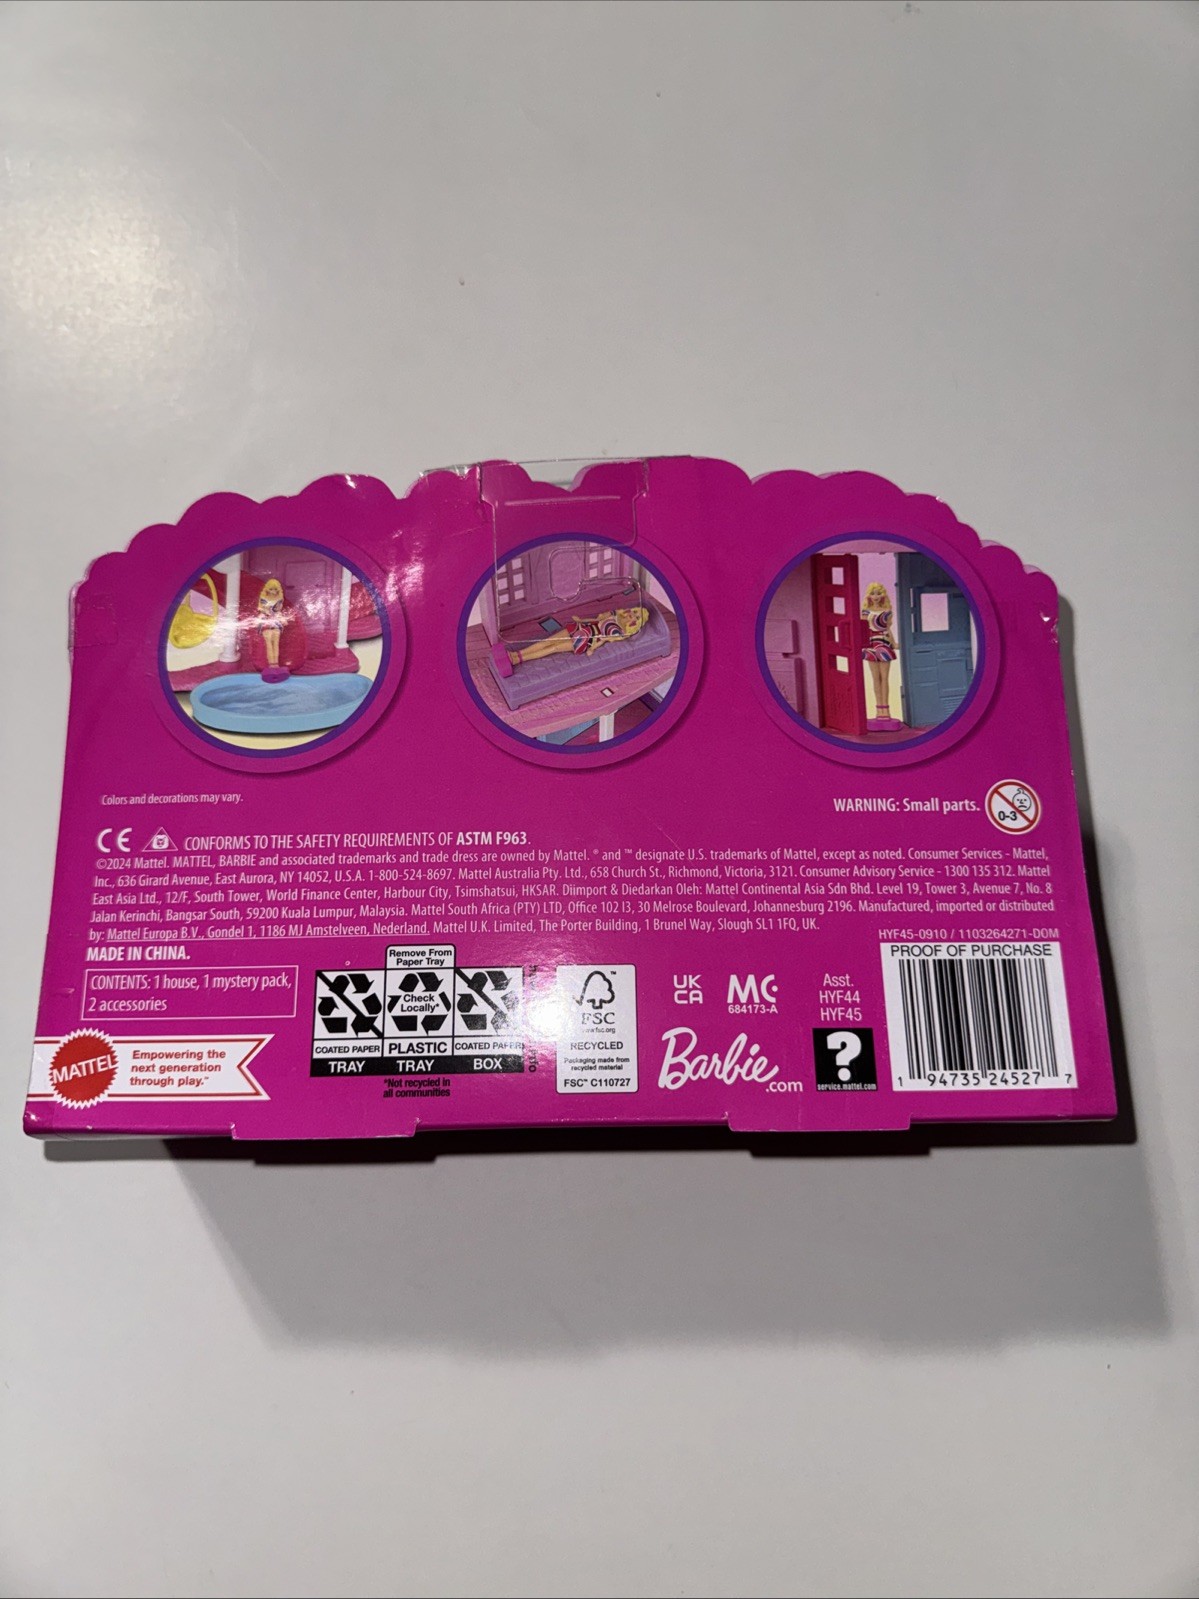 Colors and decorations may vary.
WARNING: Small parts.
0-3
CE CONFORMS TO THE SAFETY REQUIREMENTS OF ASTM F963.
©2024 Mattel. MATTEL, BARBIE and associated trademarks and trade dress are owned by Mattel. ® and ™ designate U.S. trademarks of Mattel, except as noted. Consumer Services - Mattel,
Inc., 636 Girard Avenue, East Aurora, NY 14052, U.S.A. 1-800-524-8697. Mattel Australia Pty. Ltd., 658 Church St., Richmond, Victoria, 3121. Consumer Advisory Service - 1300 135 312. Mattel
East Asia Ltd., 12/F, South Tower, World Finance Center, Harbour City, Tsimshatsui, HKSAR. Diimport & Diedarkan Oleh: Mattel Continental Asia Sdn Bhd. Level 19, Tower 3, Avenue 7, No. 8
Jalan Kerinchi, Bangsar South, 59200 Kuala Lumpur, Malaysia. Mattel South Africa (PTY) LTD, Office 102 I3, 30 Melrose Boulevard, Johannesburg 2196. Manufactured, imported or distributed
by: Mattel Europa B.V., Gondel 1, 1186 MJ Amstelveen, Nederland. Mattel U.K. Limited, The Porter Building, 1 Brunel Way, Slough SL1 1FQ, UK.
HYF45-0910 / 1103264271-DOM
MADE IN CHINA.
CONTENTS: 1 house, 1 mystery pack,
2 accessories
MATTEL
Empowering the
next generation
through play.™
Remove From
Paper Tray
Check
Locally*
COATED PAPER
TRAY
PLASTIC
TRAY
COATED PAPER
BOX
*Not recycled in
all communities
FSC™
www.fsc.org
RECYCLED
Packaging made from
recycled material
FSC™ C110727
UK
CA
MC
684173-A
Barbie.com
Asst.
HYF44
HYF45
?
service.mattel.com
PROOF OF PURCHASE
1 94735 24527 7